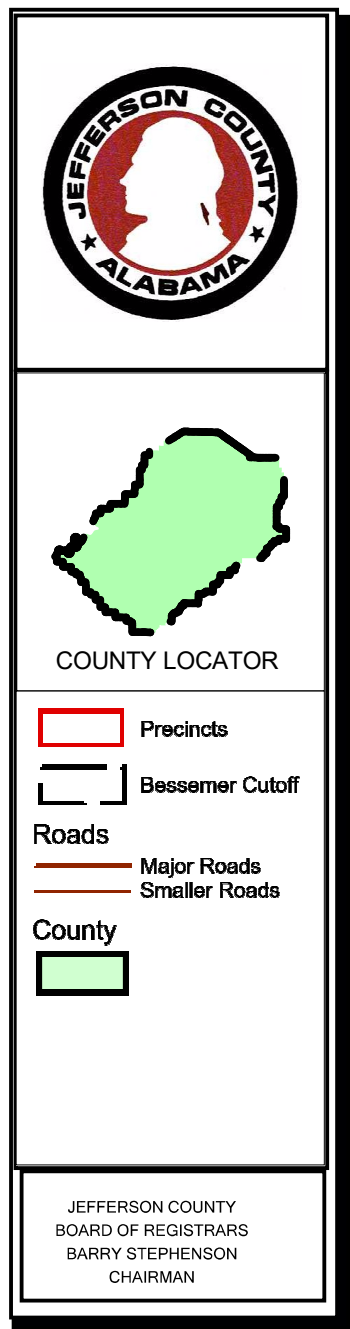 JEFFERSON COUNTY
ALABAMA
COUNTY LOCATOR
Precincts
Bessemer Cutoff
Roads
Major Roads
Smaller Roads
County
JEFFERSON COUNTY
BOARD OF REGISTRARS
BARRY STEPHENSON
CHAIRMAN